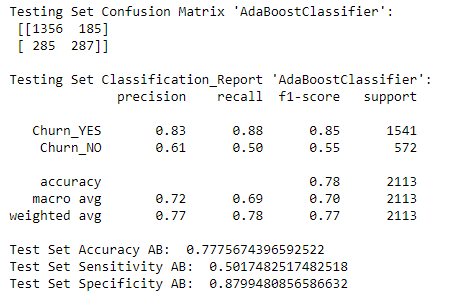 Testing Set Confusion Matrix 'AdaBoostClassifier':
[[1356 185]
[ 285 287]]
Testing Set Classification_Report 'AdaBoostClassifier':
precision recall f1-score support
Churn_YES 0.83 0.88 0.85 1541
Churn_NO 0.61 0.50 0.55 572
accuracy 0.78 2113
macro avg 0.72 0.69 0.70 2113
weighted avg 0.77 0.78 0.77 2113
Test Set Accuracy AB: 0.7775674396592522
Test Set Sensitivity AB: 0.5017482517482518
Test Set Specificity AB: 0.8799480856586632